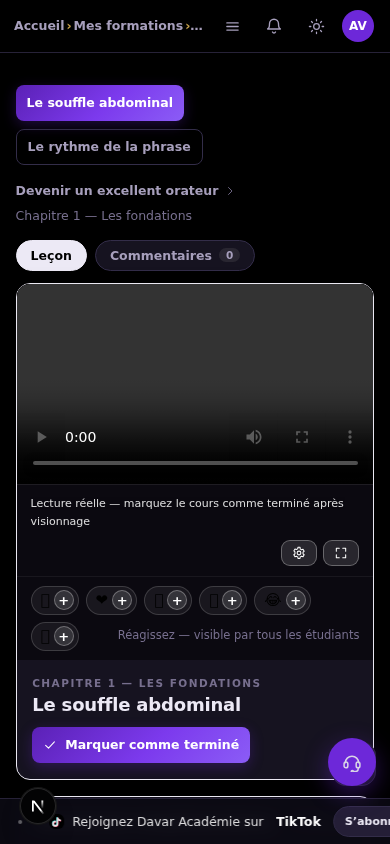 Accueil › Mes formations ›...
AV
Le souffle abdominal
Le rythme de la phrase
Devenir un excellent orateur
Chapitre 1 — Les fondations
Leçon
Commentaires 0
0:00
Lecture réelle — marquez le cours comme terminé après
visionnage
+ + + + +
+ Réagissez — visible par tous les étudiants
CHAPITRE 1 — LES FONDATIONS
Le souffle abdominal
Marquer comme terminé
N Rejoignez Davar Académie sur TikTok S’abon